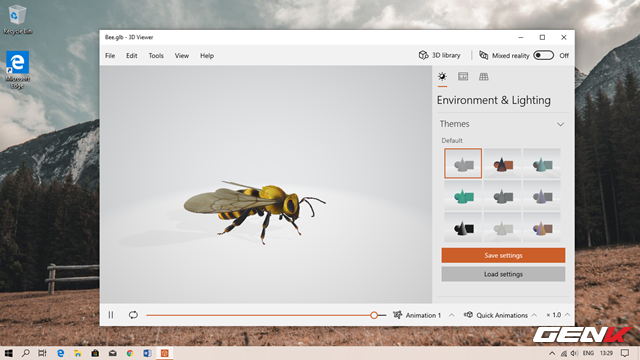 Recycle Bin
Microsoft
Edge
Bee.glb - 3D Viewer
File Edit Tools View Help
3D library
Mixed reality Off
Environment & Lighting
Themes
Default
Save settings
Load settings
Animation 1
Quick Animations
× 1.0
GENK
ENG 13:29